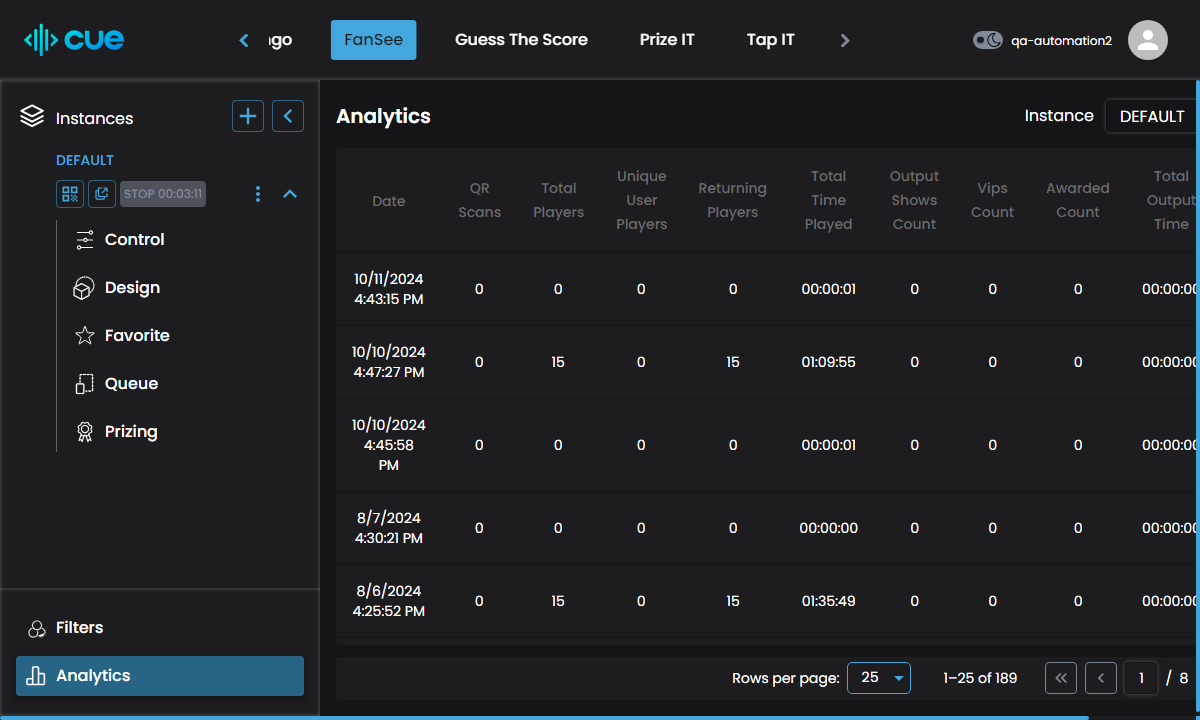 cue
FanSee
Guess The Score
Prize IT
Tap IT
qa-automation2
Instances
DEFAULT
STOP 00:03:11
Control
Design
Favorite
Queue
Prizing
Filters
Analytics
Analytics
Instance DEFAULT
Date
QR Scans
Total Players
Unique User Players
Returning Players
Total Time Played
Output Shows Count
Vips Count
Awarded Count
Total Output Time
10/11/2024 4:43:15 PM 0 0 0 0 00:00:01 0 0 0 00:00:00
10/10/2024 4:47:27 PM 0 15 0 15 01:09:55 0 0 0 00:00:00
10/10/2024 4:45:58 PM 0 0 0 0 00:00:01 0 0 0 00:00:00
8/7/2024 4:30:21 PM 0 0 0 0 00:00:00 0 0 0 00:00:00
8/6/2024 4:25:52 PM 0 15 0 15 01:35:49 0 0 0 00:00:00
Rows per page: 25 1–25 of 189 1 / 8